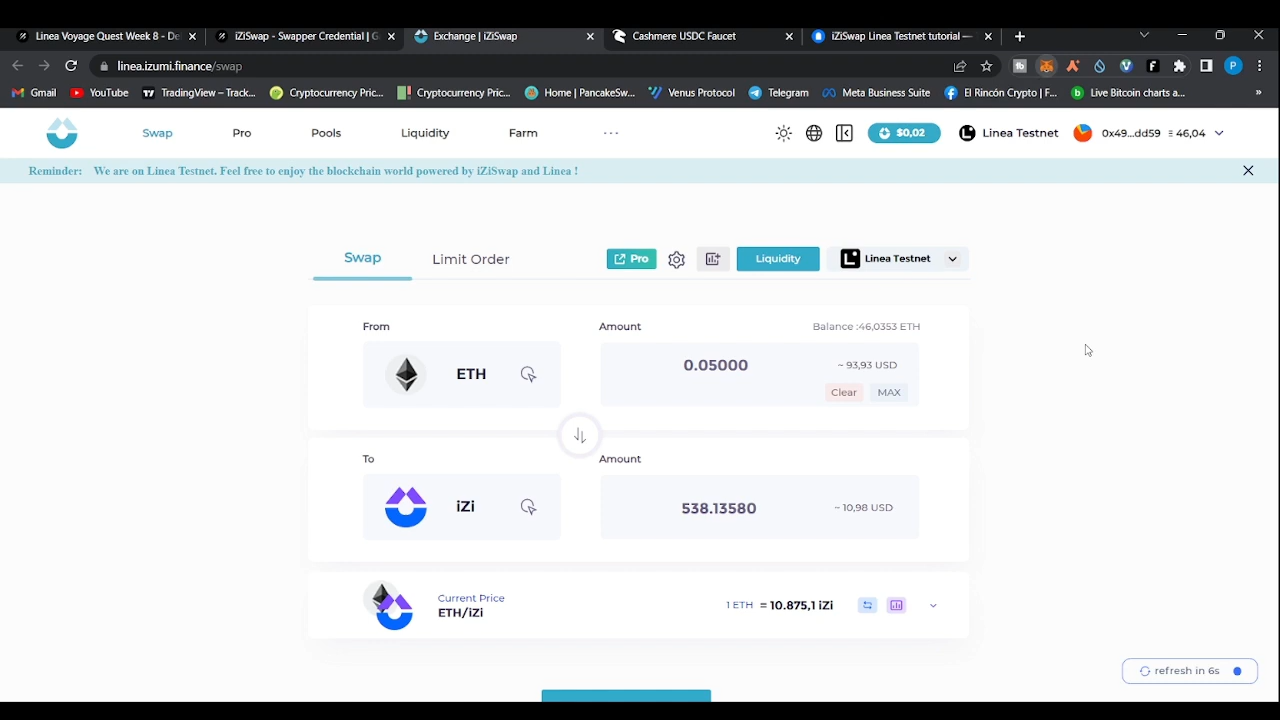 Linea Voyage Quest Week 8 - De
iZiSwap - Swapper Credential | G
Exchange | iZiSwap
Cashmere USDC Faucet
iZiSwap Linea Testnet tutorial —
linea.izumi.finance/swap
Gmail
YouTube
TradingView – Track...
Cryptocurrency Pric...
Cryptocurrency Pric...
Home | PancakeSw...
Venus Protocol
Telegram
Meta Business Suite
El Rincón Crypto | F...
Live Bitcoin charts a...
»
Swap
Pro
Pools
Liquidity
Farm
...
$0,02
Linea Testnet
0x49...dd59
46,04
Reminder: We are on Linea Testnet. Feel free to enjoy the blockchain world powered by iZiSwap and Linea !
Swap
Limit Order
Pro
Liquidity
Linea Testnet
From
Amount
Balance :46,0353 ETH
ETH
0.05000
~ 93,93 USD
Clear
MAX
To
Amount
iZi
538.13580
~ 10,98 USD
Current Price
ETH/iZi
1 ETH = 10.875,1 iZi
refresh in 6s